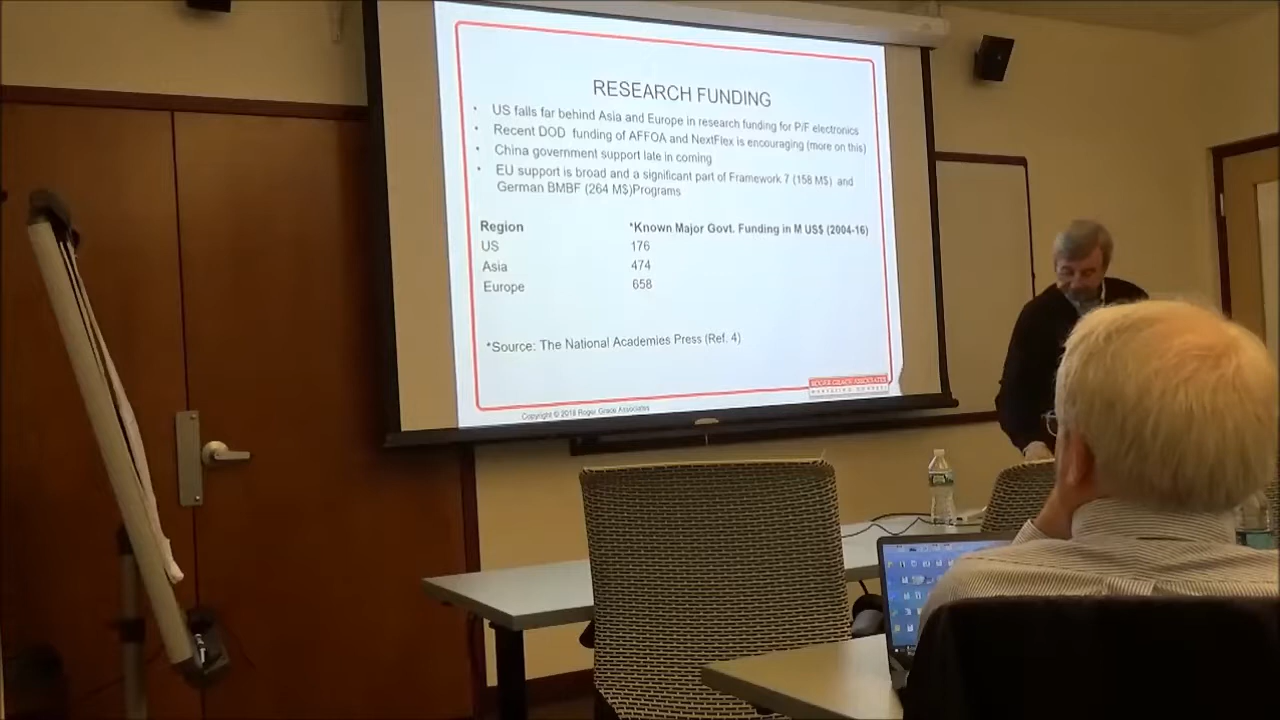 RESEARCH FUNDING
• US falls far behind Asia and Europe in research funding for P/F electronics
• Recent DOD funding of AFFOA and NextFlex is encouraging (more on this)
• China government support late in coming
• EU support is broad and a significant part of Framework 7 (158 M$) and
German BMBF (264 M$)Programs
Region *Known Major Govt. Funding in M US$ (2004-16)
US 176
Asia 474
Europe 658
*Source: The National Academies Press (Ref. 4)
ROGER GRACE ASSOCIATES
Copyright © 2018 Roger Grace Associates